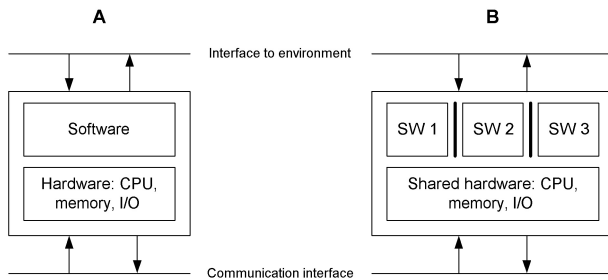 A
B
Interface to environment
Software
SW 1
SW 2
SW 3
Hardware: CPU,
memory, I/O
Shared hardware: CPU,
memory, I/O
Communication interface